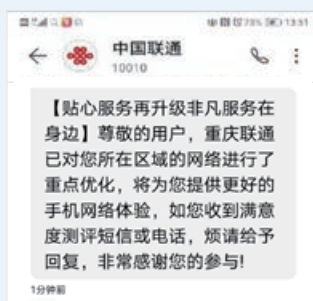 73% 13:51
中国联通
10010
【贴心服务再升级非凡服务在
身边】尊敬的用户，重庆联通
已对您所在区域的网络进行了
重点优化，将为您提供更好的
手机网络体验，如您收到满意
度测评短信或电话，烦请给予
回复，非常感谢您的参与!
1分钟前